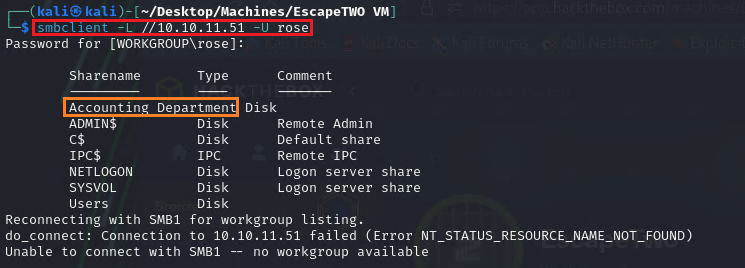 (kali㉿kali)-[~/Desktop/Machines/EscapeTWO VM]
$ smbclient -L //10.10.11.51 -U rose
Password for [WORKGROUP\rose]:
Sharename Type Comment
Accounting Department Disk
ADMIN$ Disk Remote Admin
C$ Disk Default share
IPC$ IPC Remote IPC
NETLOGON Disk Logon server share
SYSVOL Disk Logon server share
Users Disk
Reconnecting with SMB1 for workgroup listing.
do_connect: Connection to 10.10.11.51 failed (Error NT_STATUS_RESOURCE_NAME_NOT_FOUND)
Unable to connect with SMB1 -- no workgroup available